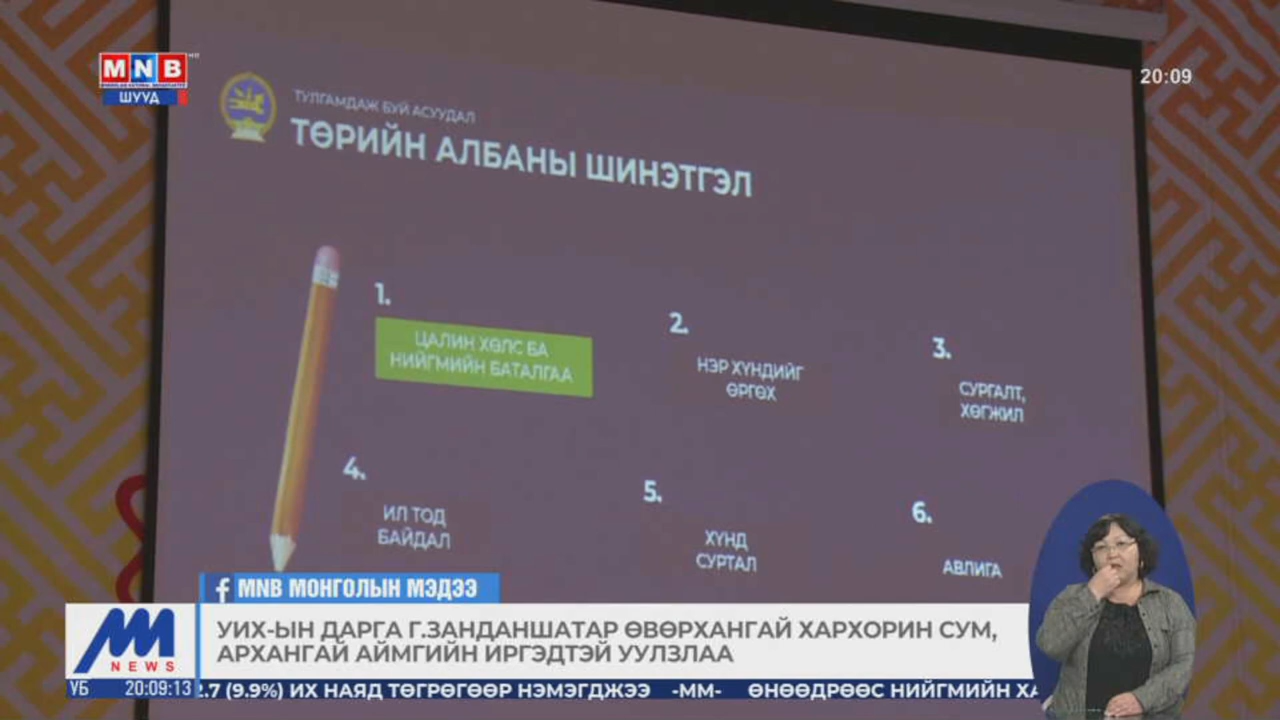 MNB
ШУУД
20:09
ТУЛГАМДАЖ БУЙ АСУУДАЛ
ТӨРИЙН АЛБАНЫ ШИНЭТГЭЛ
1.
ЦАЛИН ХӨЛС БА
НИЙГМИЙН БАТАЛГАА
2.
НЭР ХҮНДИЙГ
ӨРГӨХ
3.
СУРГАЛТ,
ХӨГЖИЛ
4.
ИЛ ТОД
БАЙДАЛ
5.
ХҮНД
СУРТАЛ
6.
АВЛИГА
f MNB МОНГОЛЫН МЭДЭЭ
M
NEWS
УИХ-ЫН ДАРГА Г.ЗАНДАНШАТАР ӨВӨРХАНГАЙ ХАРХОРИН СУМ,
АРХАНГАЙ АЙМГИЙН ИРГЭДТЭЙ УУЛЗЛАА
УБ 20:09:13 2.7 (9.9%) ИХ НАЯД ТӨГРӨГӨӨР НЭМЭГДЖЭЭ -ММ- ӨНӨӨДРӨӨС НИЙГМИЙН ХА